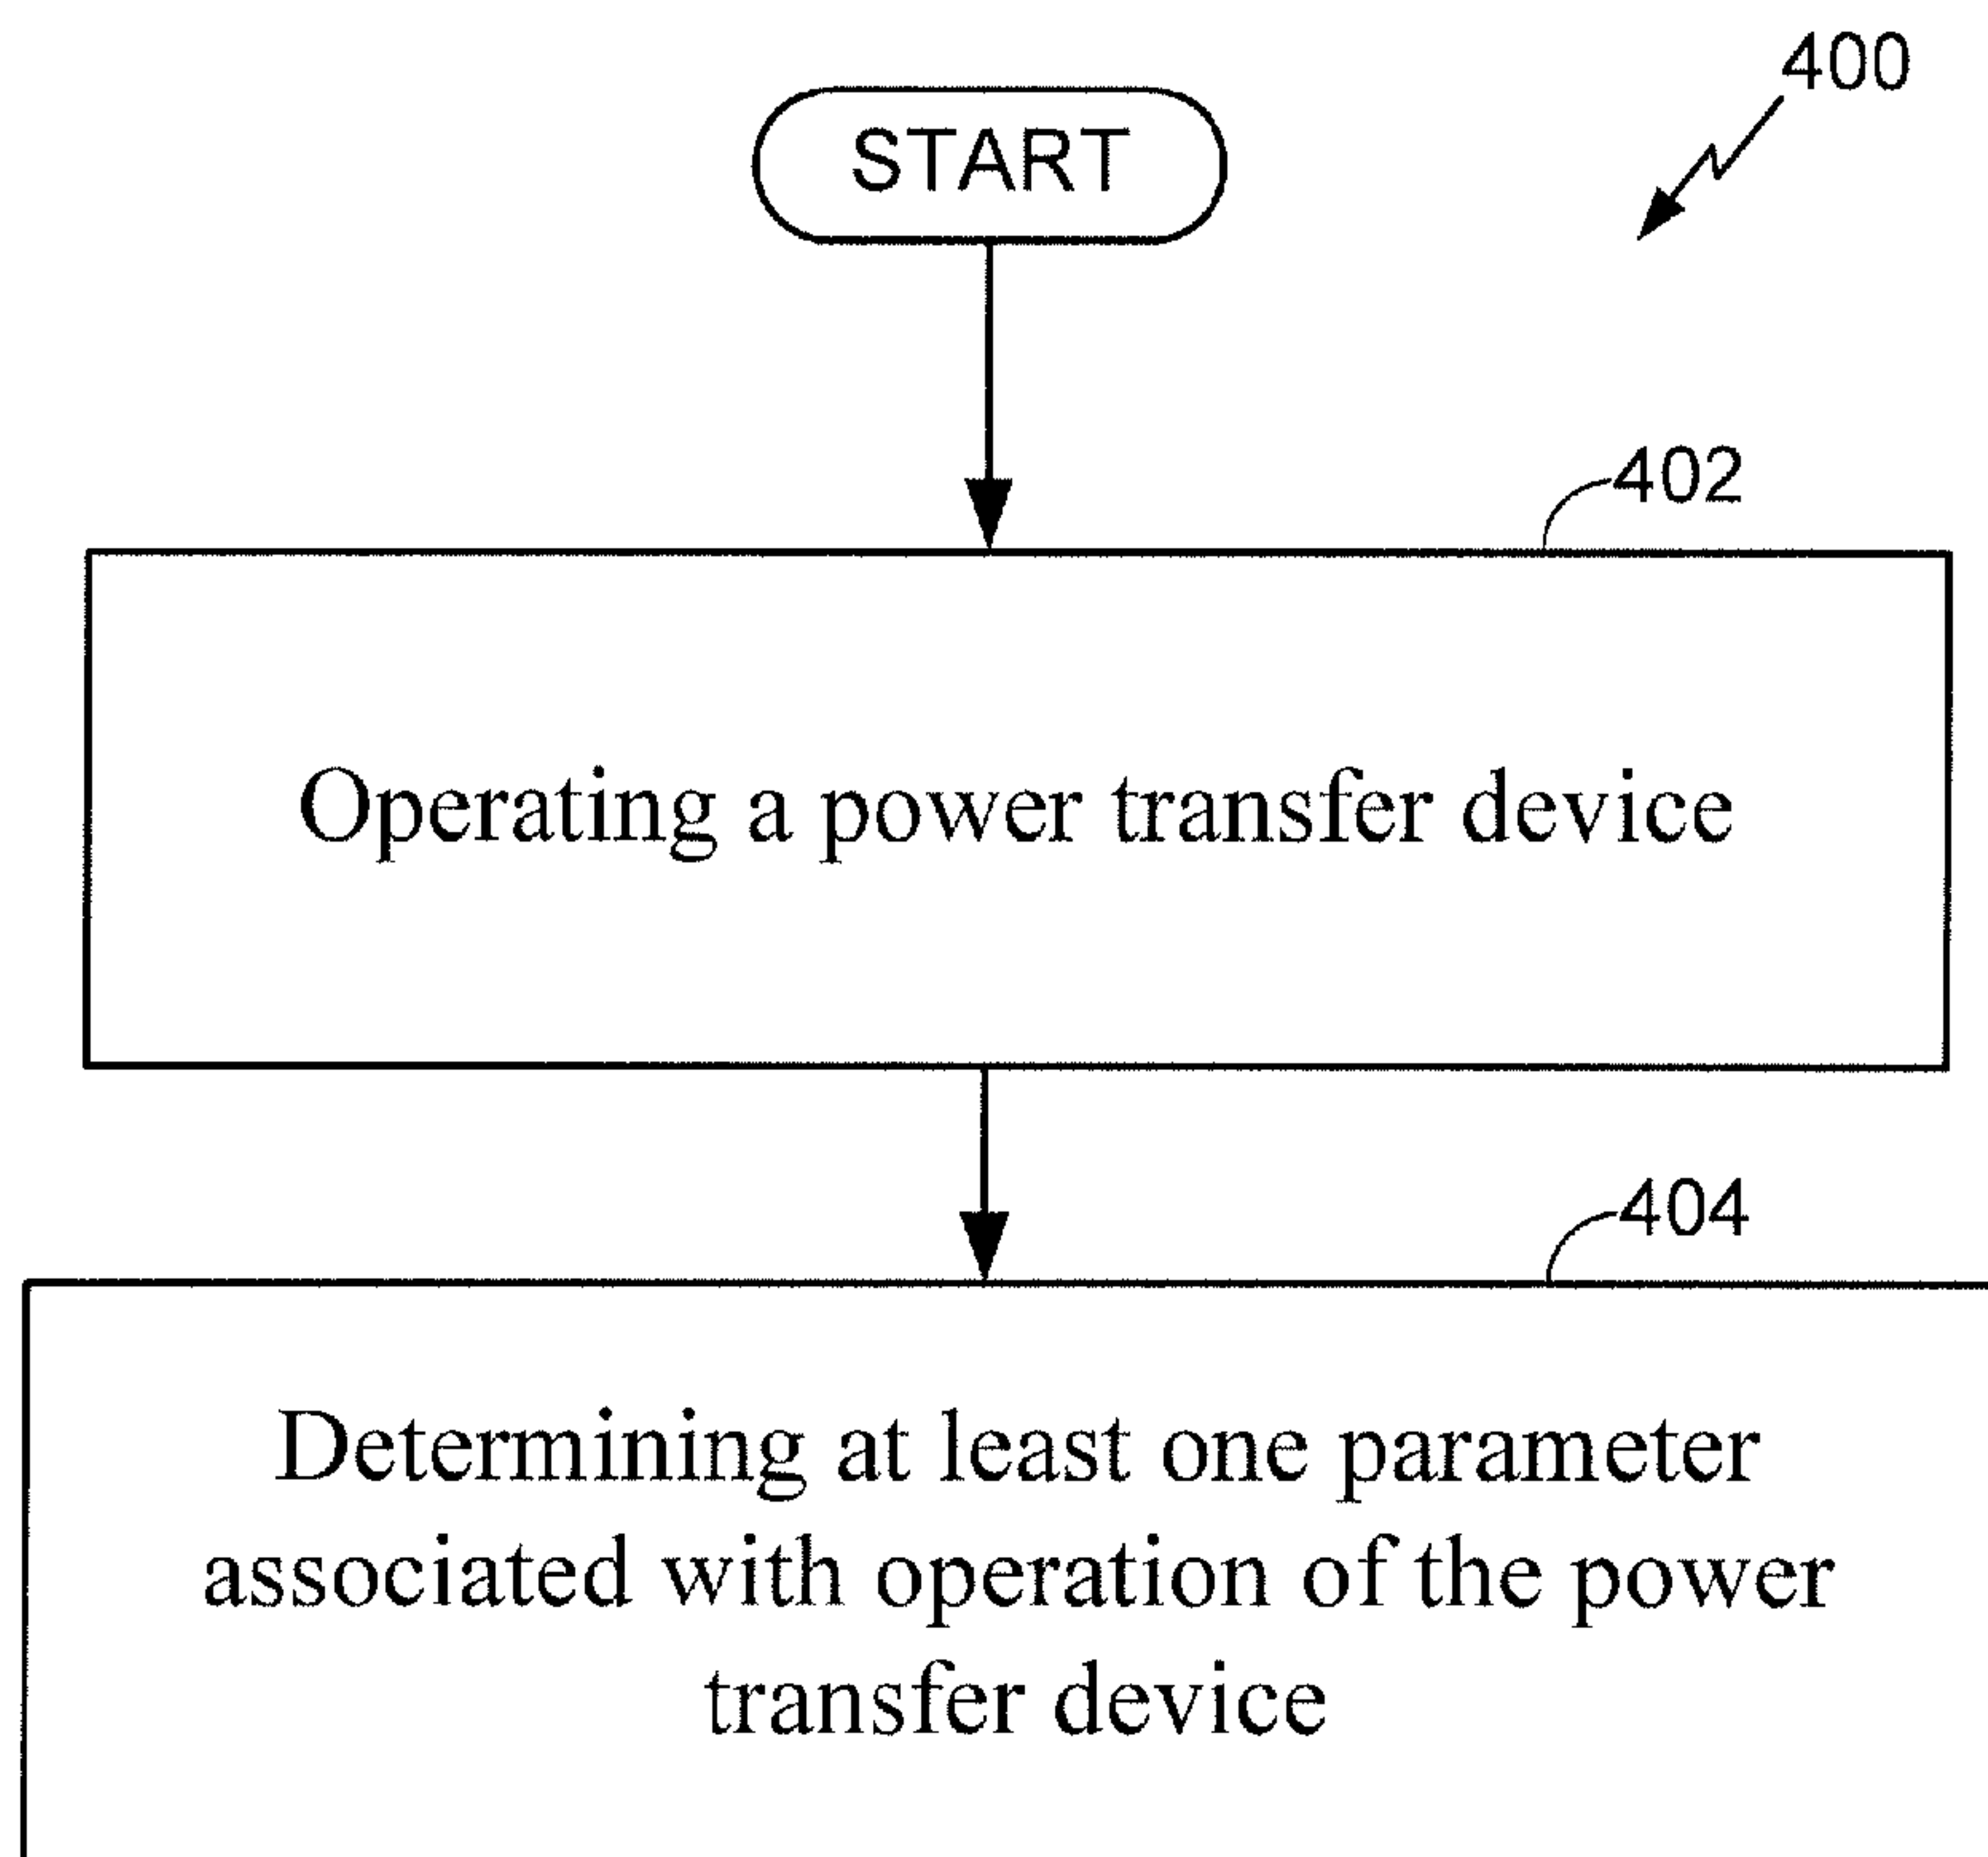 400
START
402
Operating a power transfer device
404
Determining at least one parameter
associated with operation of the power
transfer device